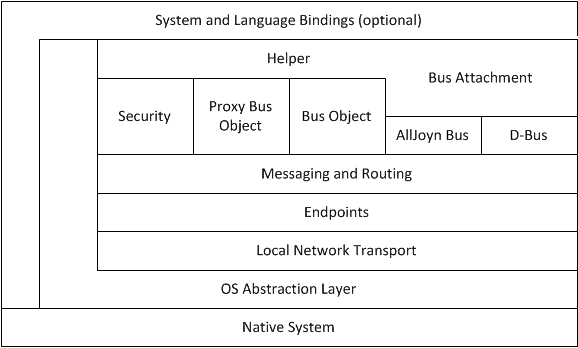 System and Language Bindings (optional)
Helper
Bus Attachment
Security
Proxy Bus
Object
Bus Object
AllJoyn Bus
D-Bus
Messaging and Routing
Endpoints
Local Network Transport
OS Abstraction Layer
Native System